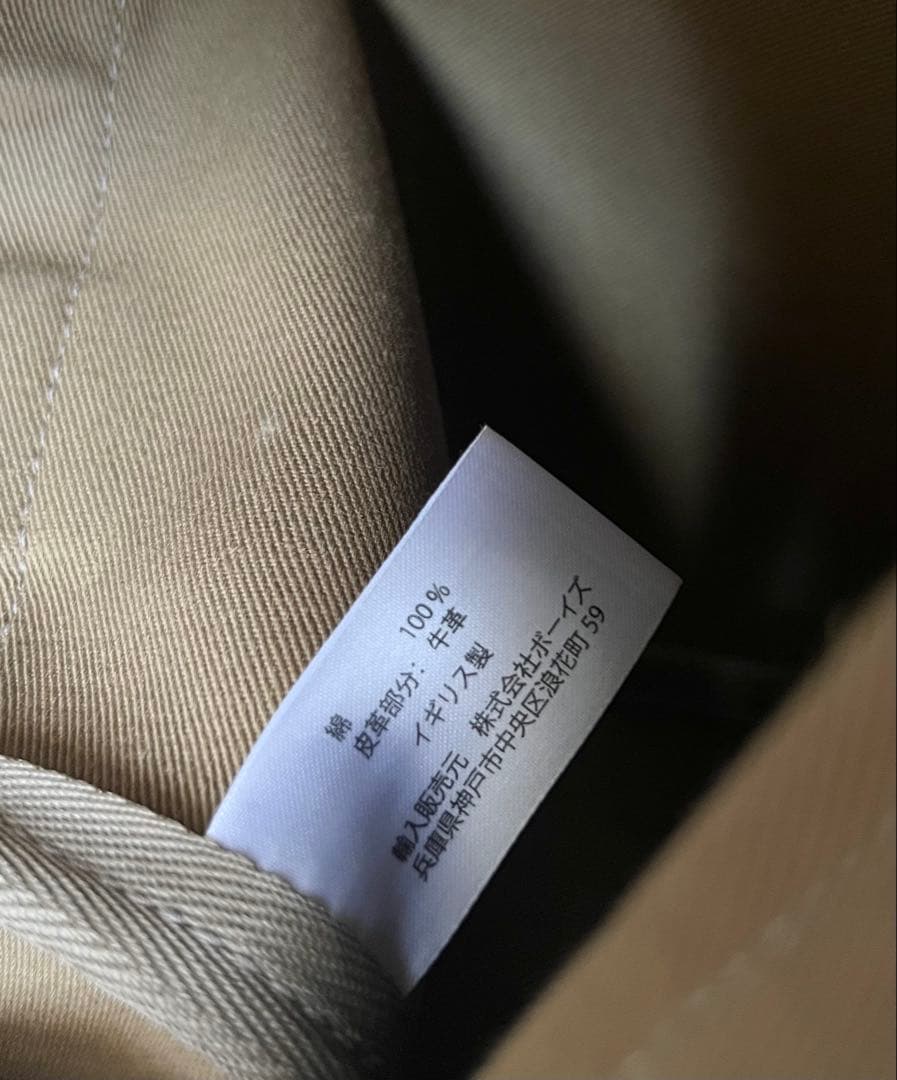 綿 100 %
皮革部分: 牛革
イギリス製
輸入販売元 株式会社ボーイズ
兵庫県神戸市中央区浪花町 59